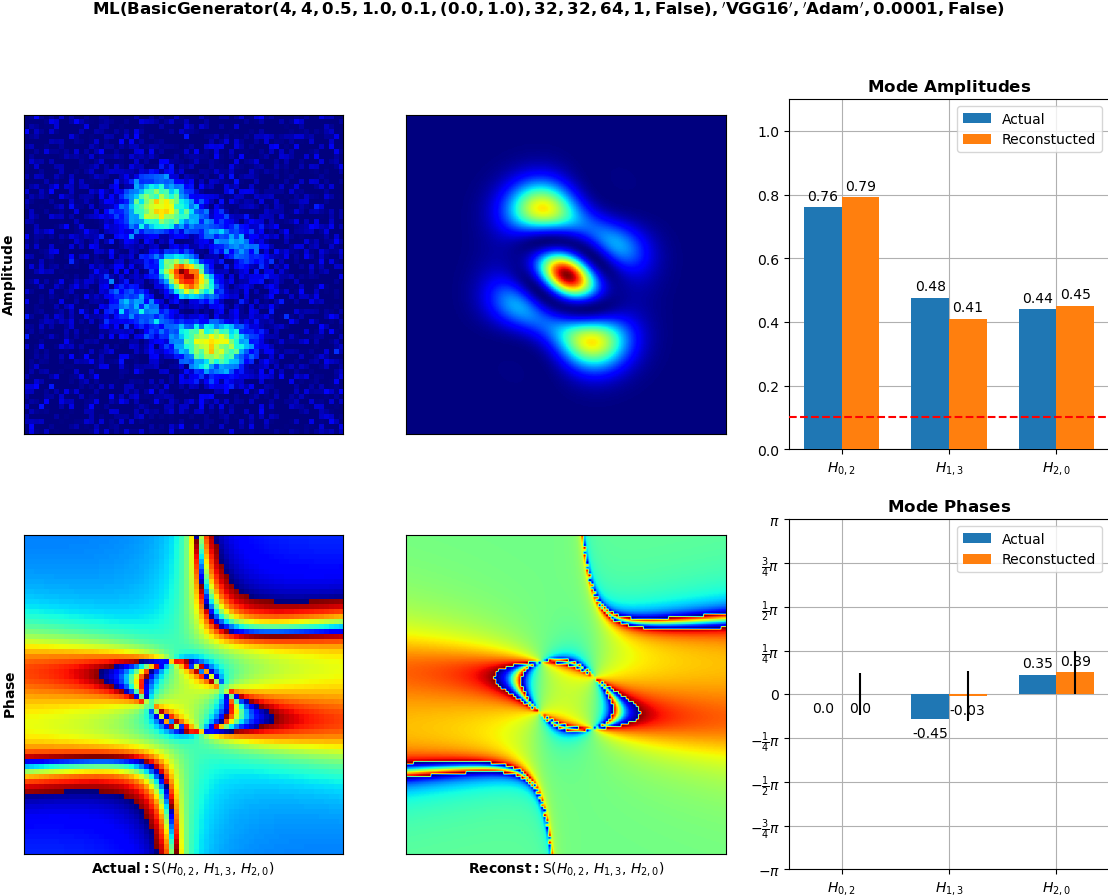 ML(BasicGenerator(4, 4, 0.5, 1.0, 0.1, (0.0, 1.0), 32, 32, 64, 1, False), ′VGG16′, ′Adam′, 0.0001, False)
Amplitude
Mode Amplitudes
Actual
Reconstucted
1.0
0.8
0.6
0.4
0.2
0.0
0.76
0.79
0.48
0.41
0.44
0.45
H0,2
H1,3
H2,0
Phase
Actual: S(H0,2, H1,3, H2,0)
Reconst: S(H0,2, H1,3, H2,0)
Mode Phases
Actual
Reconstucted
π
3/4π
1/2π
1/4π
0
−1/4π
−1/2π
−3/4π
−π
0.0
0.0
-0.45
-0.03
0.35
0.39
H0,2
H1,3
H2,0